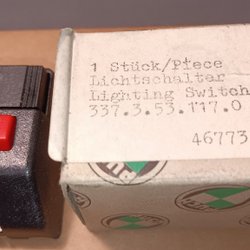 1 Stück/Piece
Lichtschalter
Lighting Switch
337.3.53.117.0
46773